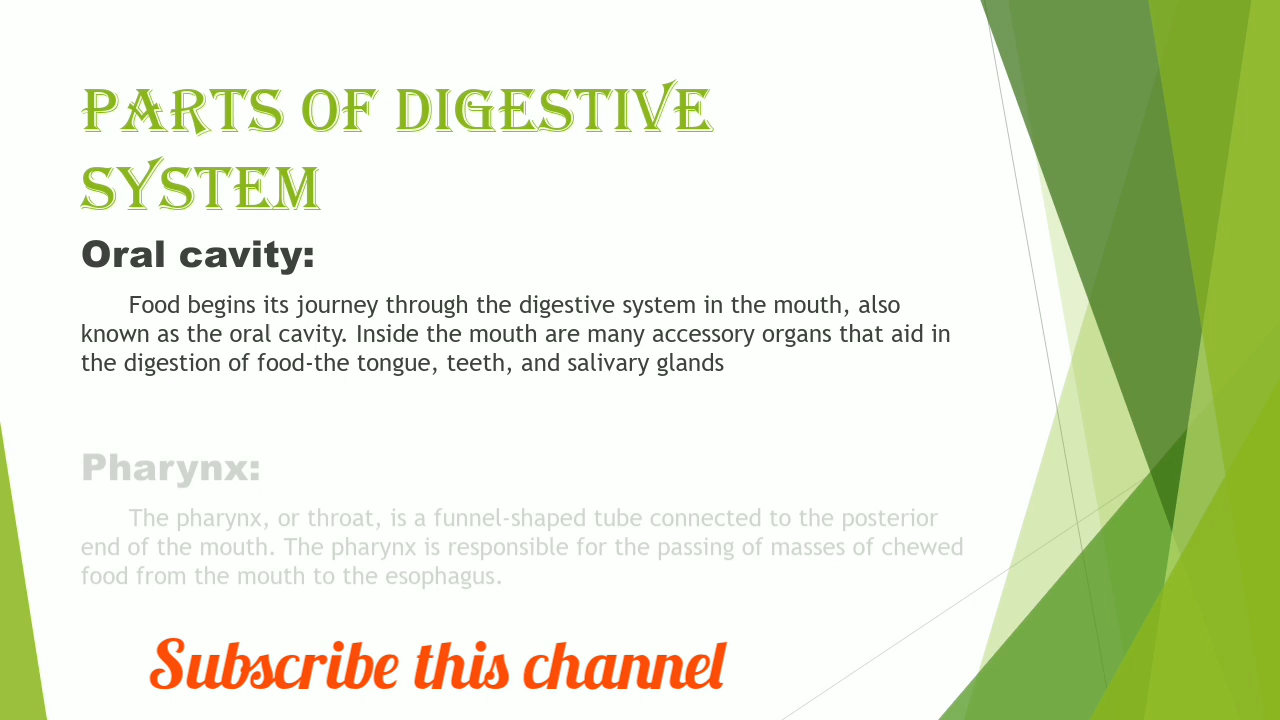 PARTS OF DIGESTIVE
SYSTEM
Oral cavity:
Food begins its journey through the digestive system in the mouth, also
known as the oral cavity. Inside the mouth are many accessory organs that aid in
the digestion of food-the tongue, teeth, and salivary glands
Pharynx:
The pharynx, or throat, is a funnel-shaped tube connected to the posterior
end of the mouth. The pharynx is responsible for the passing of masses of chewed
food from the mouth to the esophagus.
Subscribe this channel